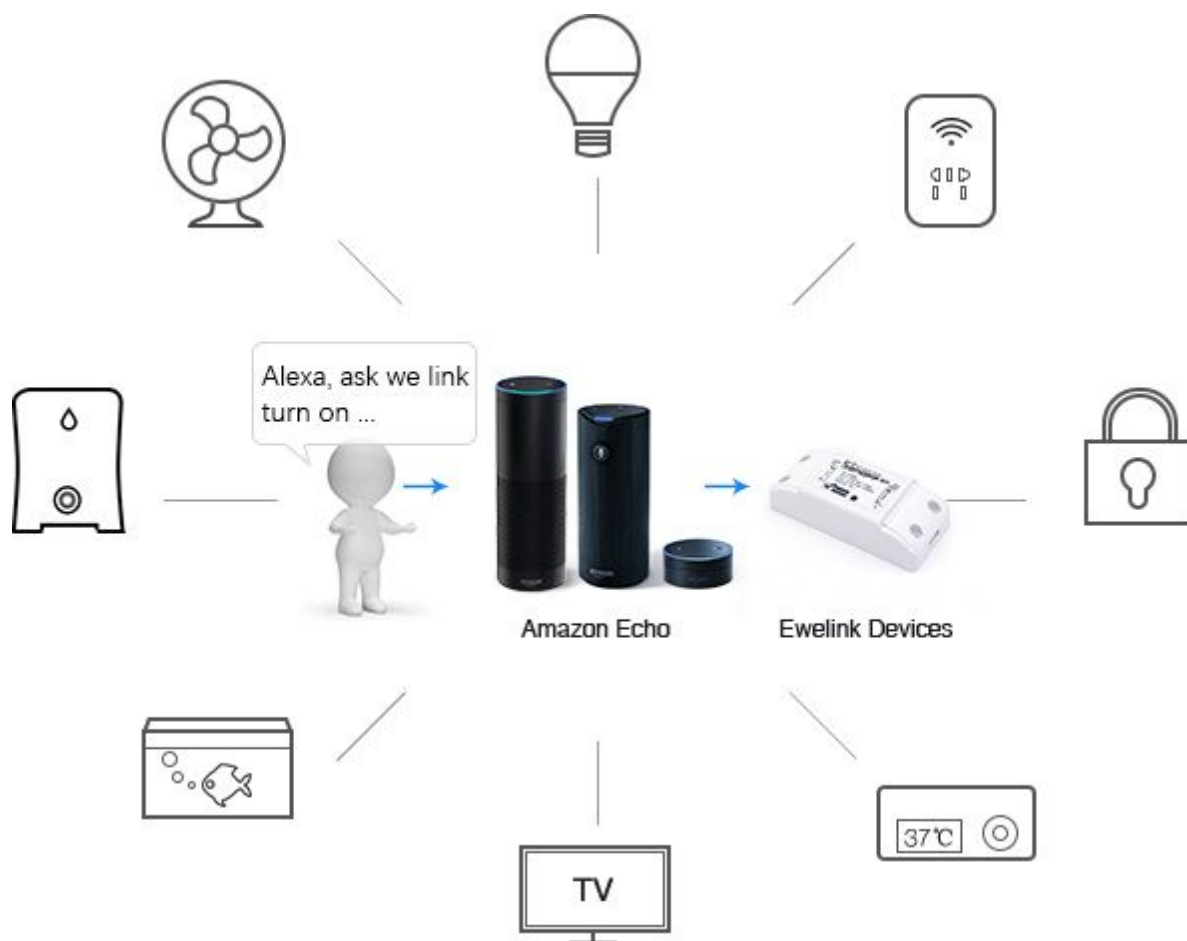 Alexa, ask we link
turn on ...
Amazon Echo
Ewelink Devices
37℃
TV